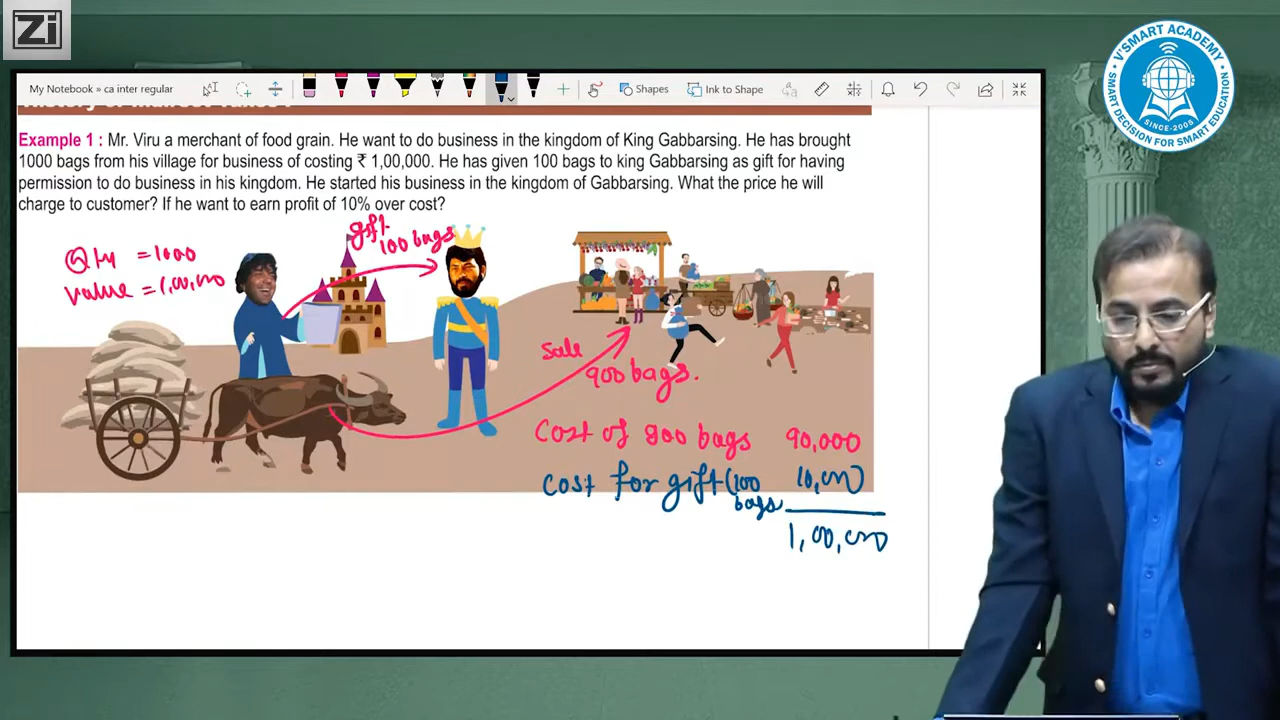 Zi
My Notebook » ca inter regular
Shapes
Ink to Shape
Example 1 : Mr. Viru a merchant of food grain. He want to do business in the kingdom of King Gabbarsing. He has brought
1000 bags from his village for business of costing ₹ 1,00,000. He has given 100 bags to king Gabbarsing as gift for having
permission to do business in his kingdom. He started his business in the kingdom of Gabbarsing. What the price he will
charge to customer? If he want to earn profit of 10% over cost?
gift
100 bags
Qty = 1000
Value = 1,00,000
Sale
900 bags.
Cost of 900 bags 90,000
Cost for gift (100 10,000
bags
1,00,000
V'SMART ACADEMY
SINCE-2005
SMART DECISION FOR SMART EDUCATION